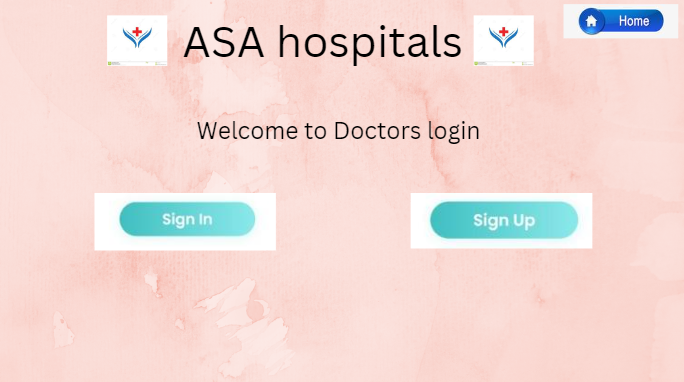 ASA hospitals
Home
Welcome to Doctors login
Sign In
Sign Up